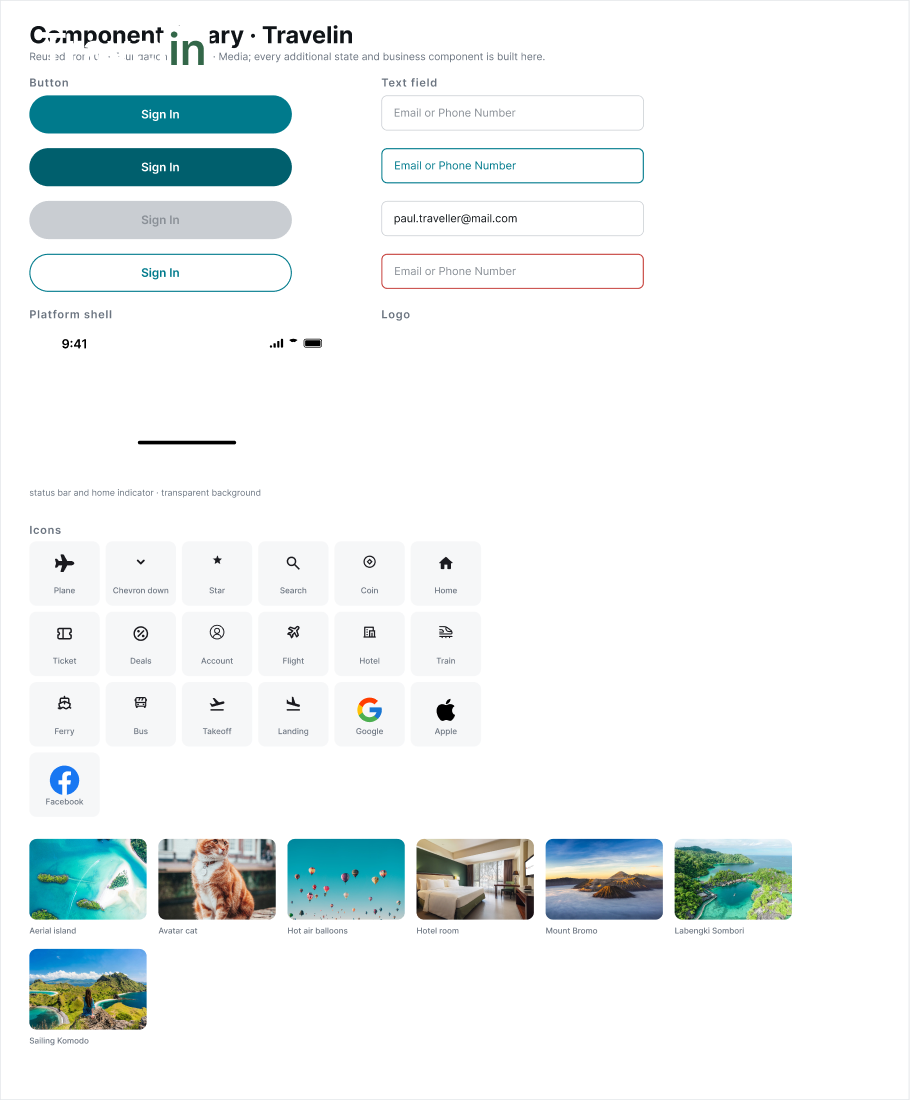 Component ary · Travelin
in
· Media; every additional state and business component is built here.
Button
Text field
Sign In
Email or Phone Number
Sign In
Email or Phone Number
Sign In
paul.traveller@mail.com
Sign In
Email or Phone Number
Platform shell
Logo
9:41
status bar and home indicator · transparent background
Icons
Plane
Chevron down
Star
Search
Coin
Home
Ticket
Deals
Account
Flight
Hotel
Train
Ferry
Bus
Takeoff
Landing
Google
Apple
Facebook
Aerial island
Avatar cat
Hot air balloons
Hotel room
Mount Bromo
Labengki Sombori
Sailing Komodo